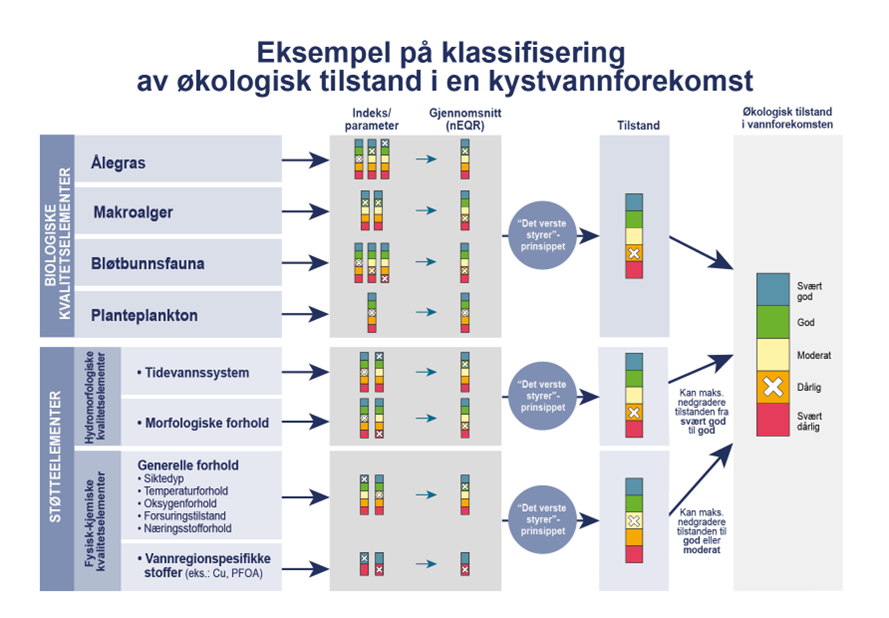 Eksempel på klassifisering
av økologisk tilstand i en kystvannforekomst
Indeks/
parameter
Gjennomsnitt
(nEQR)
Tilstand
Økologisk tilstand
i vannforekomsten
BIOLOGISKE
KVALITETSELEMENTER
Ålegras
Makroalger
Bløtbunnsfauna
Planteplankton
"Det verste
styrer"-
prinsippet
Svært
god
God
Moderat
Dårlig
Svært
dårlig
STØTTEELEMENTER
Hydromorfologiske
kvalitetselementer
• Tidevannssystem
• Morfologiske forhold
"Det verste
styrer"-
prinsippet
Kan maks.
nedgradere
tilstanden fra
svært god
til god
Fysisk-kjemiske
kvalitetselementer
Generelle forhold
• Siktedyp
• Temperaturforhold
• Oksygenforhold
• Forsuringstilstand
• Næringsstofforhold
• Vannregionspesifikke
stoffer (eks.: Cu, PFOA)
"Det verste
styrer"-
prinsippet
Kan maks.
nedgradere
tilstanden til
god eller
moderat